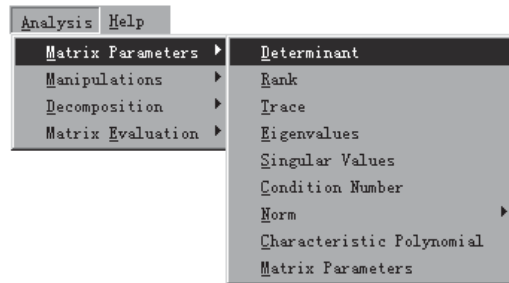 Analysis Help
Matrix Parameters
Manipulations
Decomposition
Matrix Evaluation
Determinant
Rank
Trace
Eigenvalues
Singular Values
Condition Number
Norm
Characteristic Polynomial
Matrix Parameters